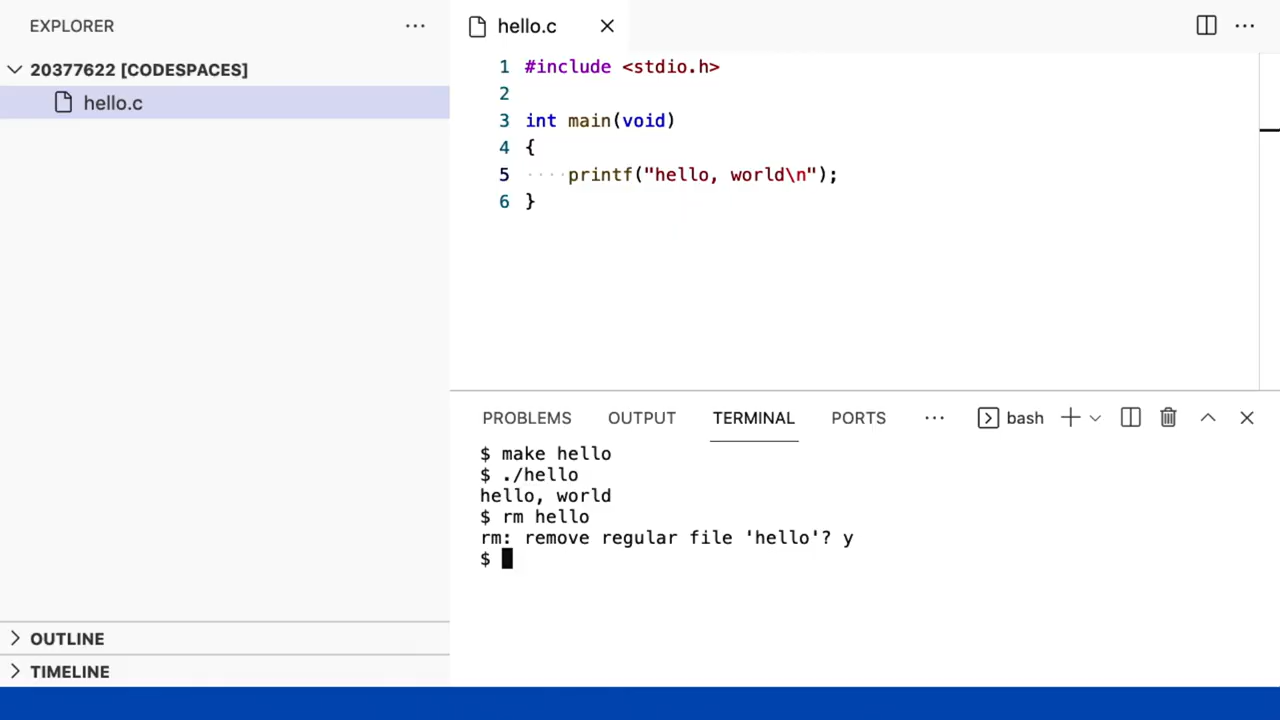 EXPLORER
20377622 [CODESPACES]
hello.c
OUTLINE
TIMELINE
hello.c
1 #include <stdio.h>
2
3 int main(void)
4 {
5 ····printf("hello, world\n");
6 }
PROBLEMS OUTPUT TERMINAL PORTS ··· bash
$ make hello
$ ./hello
hello, world
$ rm hello
rm: remove regular file 'hello'? y
$